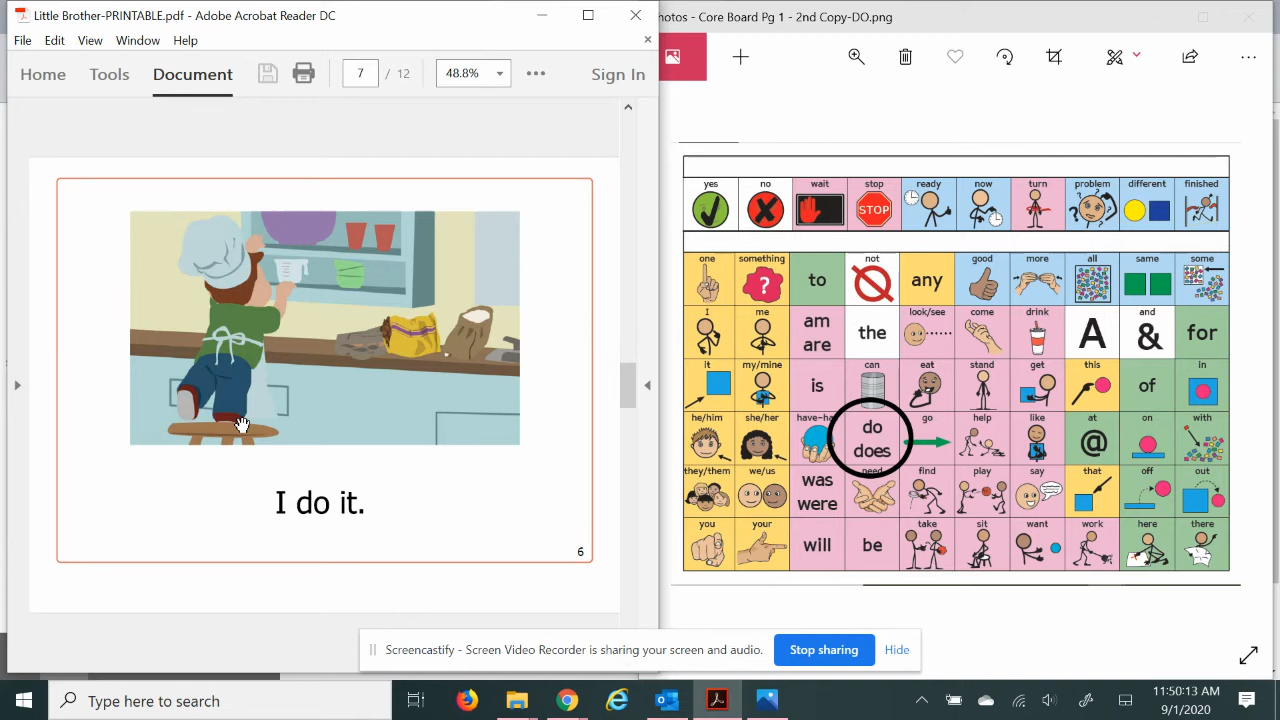 Little Brother-PRINTABLE.pdf - Adobe Acrobat Reader DC
File Edit View Window Help
Home Tools Document 7 / 12 48.8% Sign In
I do it.
6
hotos - Core Board Pg 1 - 2nd Copy-DO.png
yes no wait stop ready now turn problem different finished
STOP
one something to not any good more all same some
?
I me am are the look/see come drink A and & for
it my/mine is can eat stand get this of in
he/him she/her have-ha do does go help like at @ on with
they/them we/us was were need find play say that off out
you your will be take sit want work here there
Screencastify - Screen Video Recorder is sharing your screen and audio. Stop sharing Hide
Type here to search
11:50:13 AM
9/1/2020